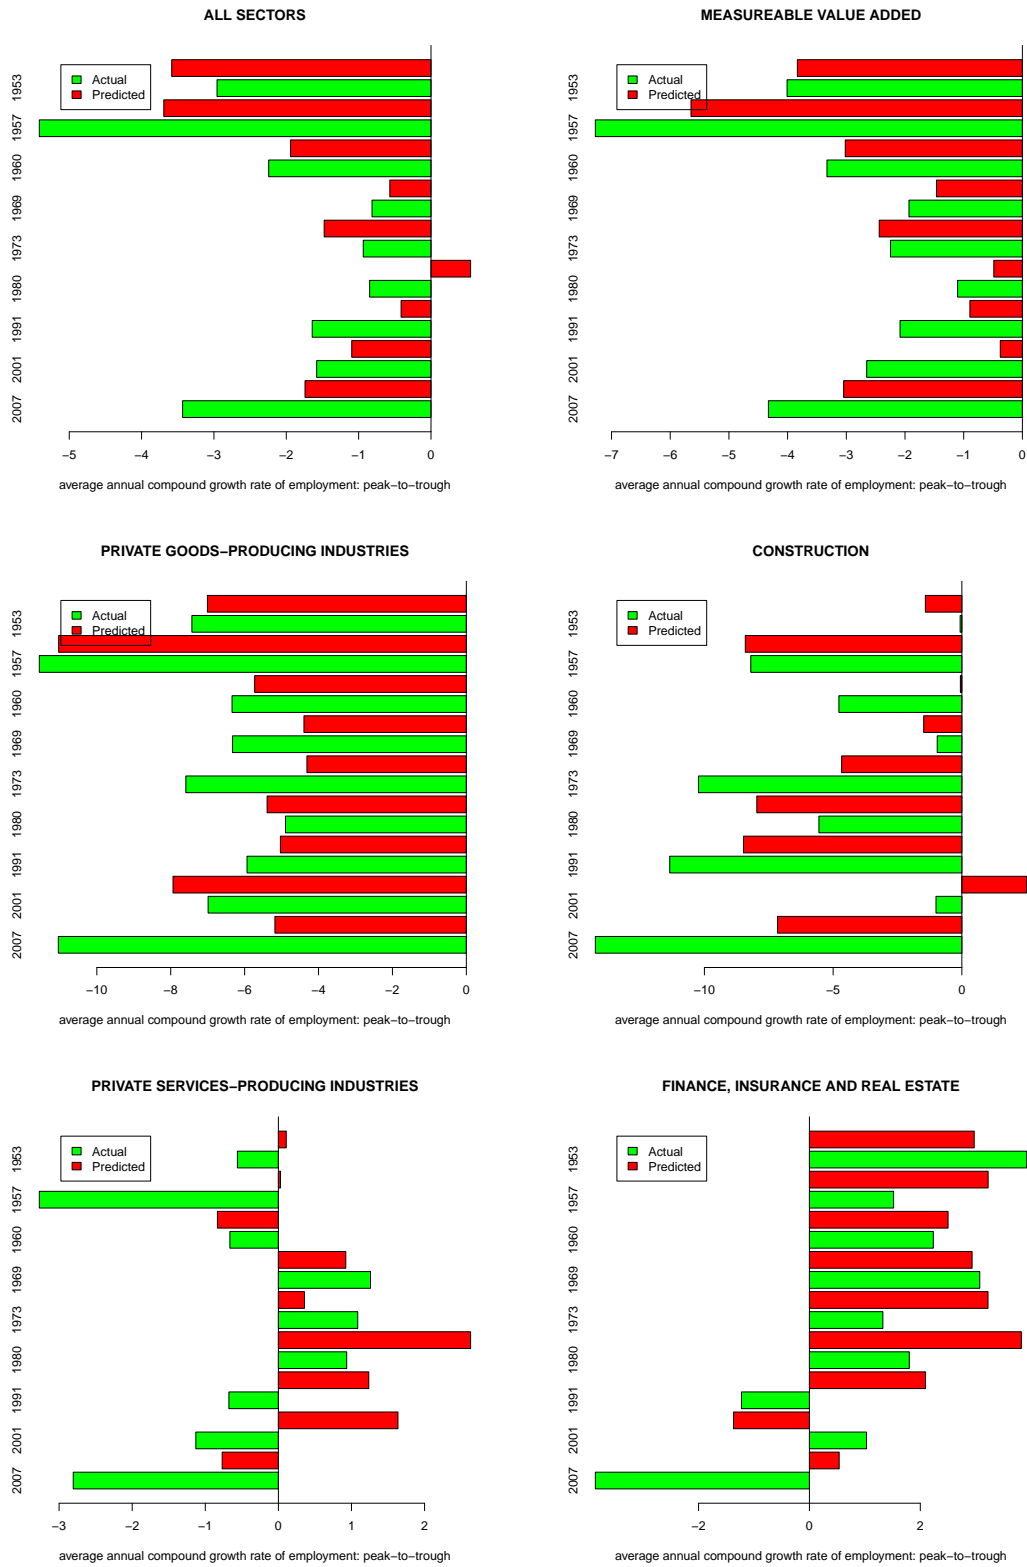 ALL SECTORS
Actual
Predicted
1953
1957
1960
1969
1973
1980
1991
2001
2007
−5 −4 −3 −2 −1 0
average annual compound growth rate of employment: peak−to−trough
MEASUREABLE VALUE ADDED
Actual
Predicted
1953
1957
1960
1969
1973
1980
1991
2001
2007
−7 −6 −5 −4 −3 −2 −1 0
average annual compound growth rate of employment: peak−to−trough
PRIVATE GOODS−PRODUCING INDUSTRIES
Actual
Predicted
1953
1957
1960
1969
1973
1980
1991
2001
2007
−10 −8 −6 −4 −2 0
average annual compound growth rate of employment: peak−to−trough
CONSTRUCTION
Actual
Predicted
1953
1957
1960
1969
1973
1980
1991
2001
2007
−10 −5 0
average annual compound growth rate of employment: peak−to−trough
PRIVATE SERVICES−PRODUCING INDUSTRIES
Actual
Predicted
1953
1957
1960
1969
1973
1980
1991
2001
2007
−3 −2 −1 0 1 2
average annual compound growth rate of employment: peak−to−trough
FINANCE, INSURANCE AND REAL ESTATE
Actual
Predicted
1953
1957
1960
1969
1973
1980
1991
2001
2007
−2 0 2
average annual compound growth rate of employment: peak−to−trough